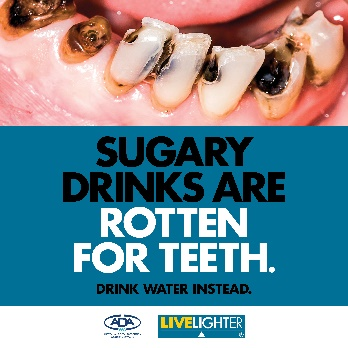 SUGARY
DRINKS ARE
ROTTEN
FOR TEETH.
DRINK WATER INSTEAD.
ADA
LIVELIGHTER